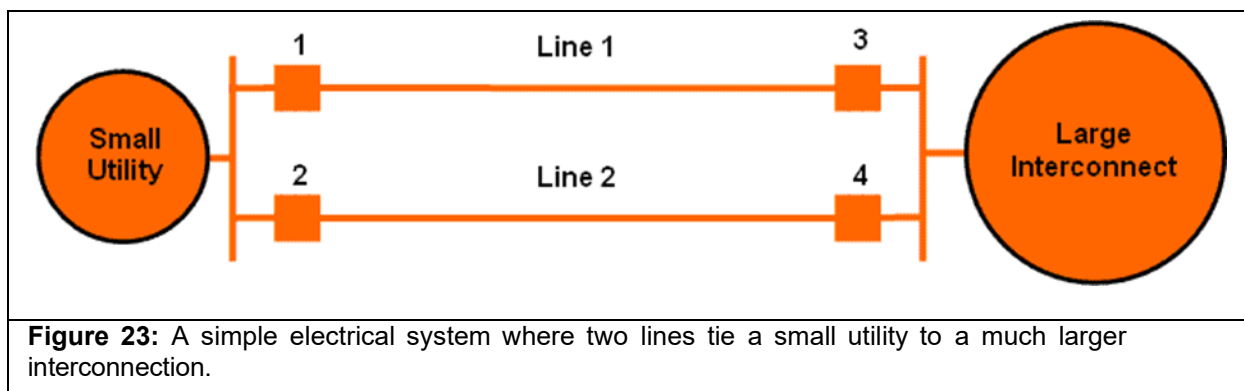 1
Line 1
3
Small
Utility
Large
Interconnect
2
Line 2
4
Figure 23: A simple electrical system where two lines tie a small utility to a much larger
interconnection.